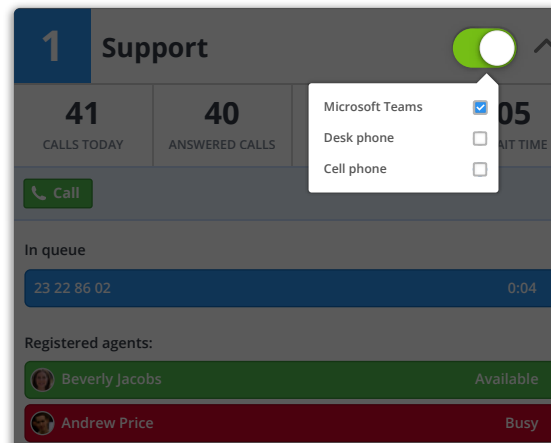 1 Support
41 40 05
CALLS TODAY ANSWERED CALLS AIT TIME
Microsoft Teams
Desk phone
Cell phone
Call
In queue
23 22 86 02 0:04
Registered agents:
Beverly Jacobs Available
Andrew Price Busy